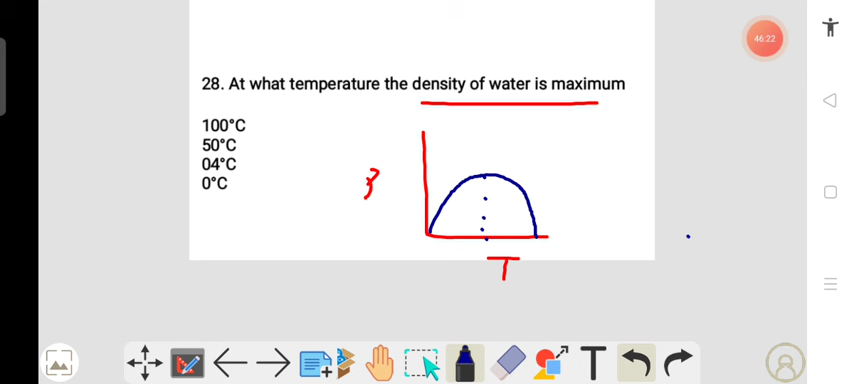 46:22
28. At what temperature the density of water is maximum
100°C
50°C
04°C
0°C
T